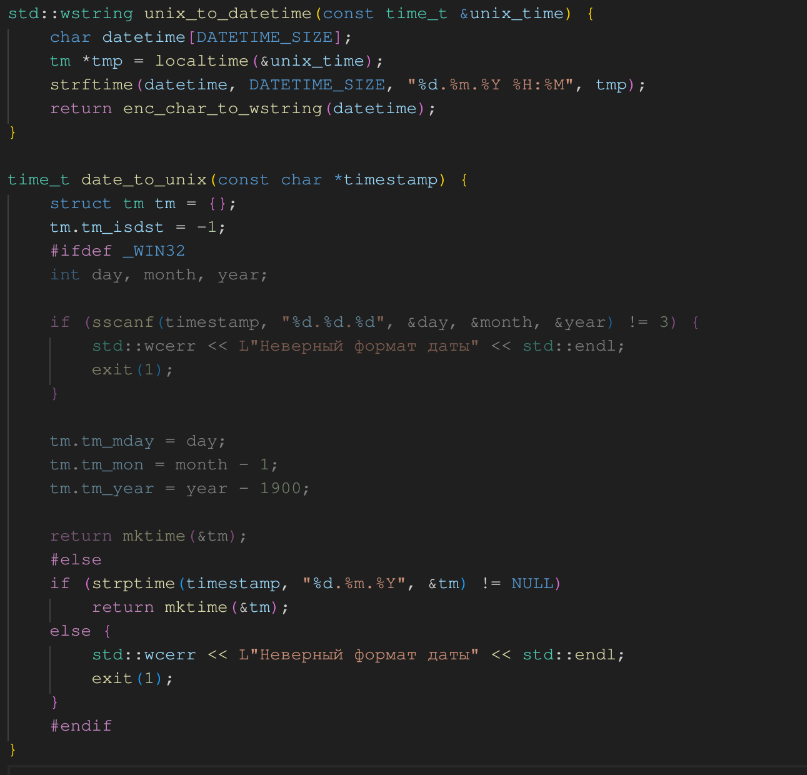 std::wstring unix_to_datetime(const time_t &unix_time) {
    char datetime[DATETIME_SIZE];
    tm *tmp = localtime(&unix_time);
    strftime(datetime, DATETIME_SIZE, "%d.%m.%Y %H:%M", tmp);
    return enc_char_to_wstring(datetime);
}

time_t date_to_unix(const char *timestamp) {
    struct tm tm = {};
    tm.tm_isdst = -1;
    #ifdef _WIN32
    int day, month, year;

    if (sscanf(timestamp, "%d.%d.%d", &day, &month, &year) != 3) {
        std::wcerr << L"Неверный формат даты" << std::endl;
        exit(1);
    }

    tm.tm_mday = day;
    tm.tm_mon = month - 1;
    tm.tm_year = year - 1900;

    return mktime(&tm);
    #else
    if (strptime(timestamp, "%d.%m.%Y", &tm) != NULL)
        return mktime(&tm);
    else {
        std::wcerr << L"Неверный формат даты" << std::endl;
        exit(1);
    }
    #endif
}